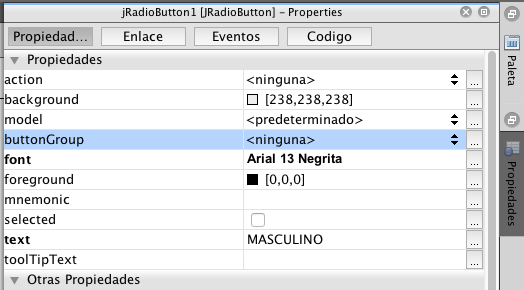 jRadioButton1 [JRadioButton] – Properties
Propiedad... Enlace Eventos Codigo
Propiedades
action <ninguna> ...
background [238,238,238] ...
model <predeterminado> ...
buttonGroup <ninguna> ...
font Arial 13 Negrita ...
foreground [0,0,0] ...
mnemonic ...
selected ...
text MASCULINO ...
toolTipText ...
Otras Propiedades
Paleta
Propiedades